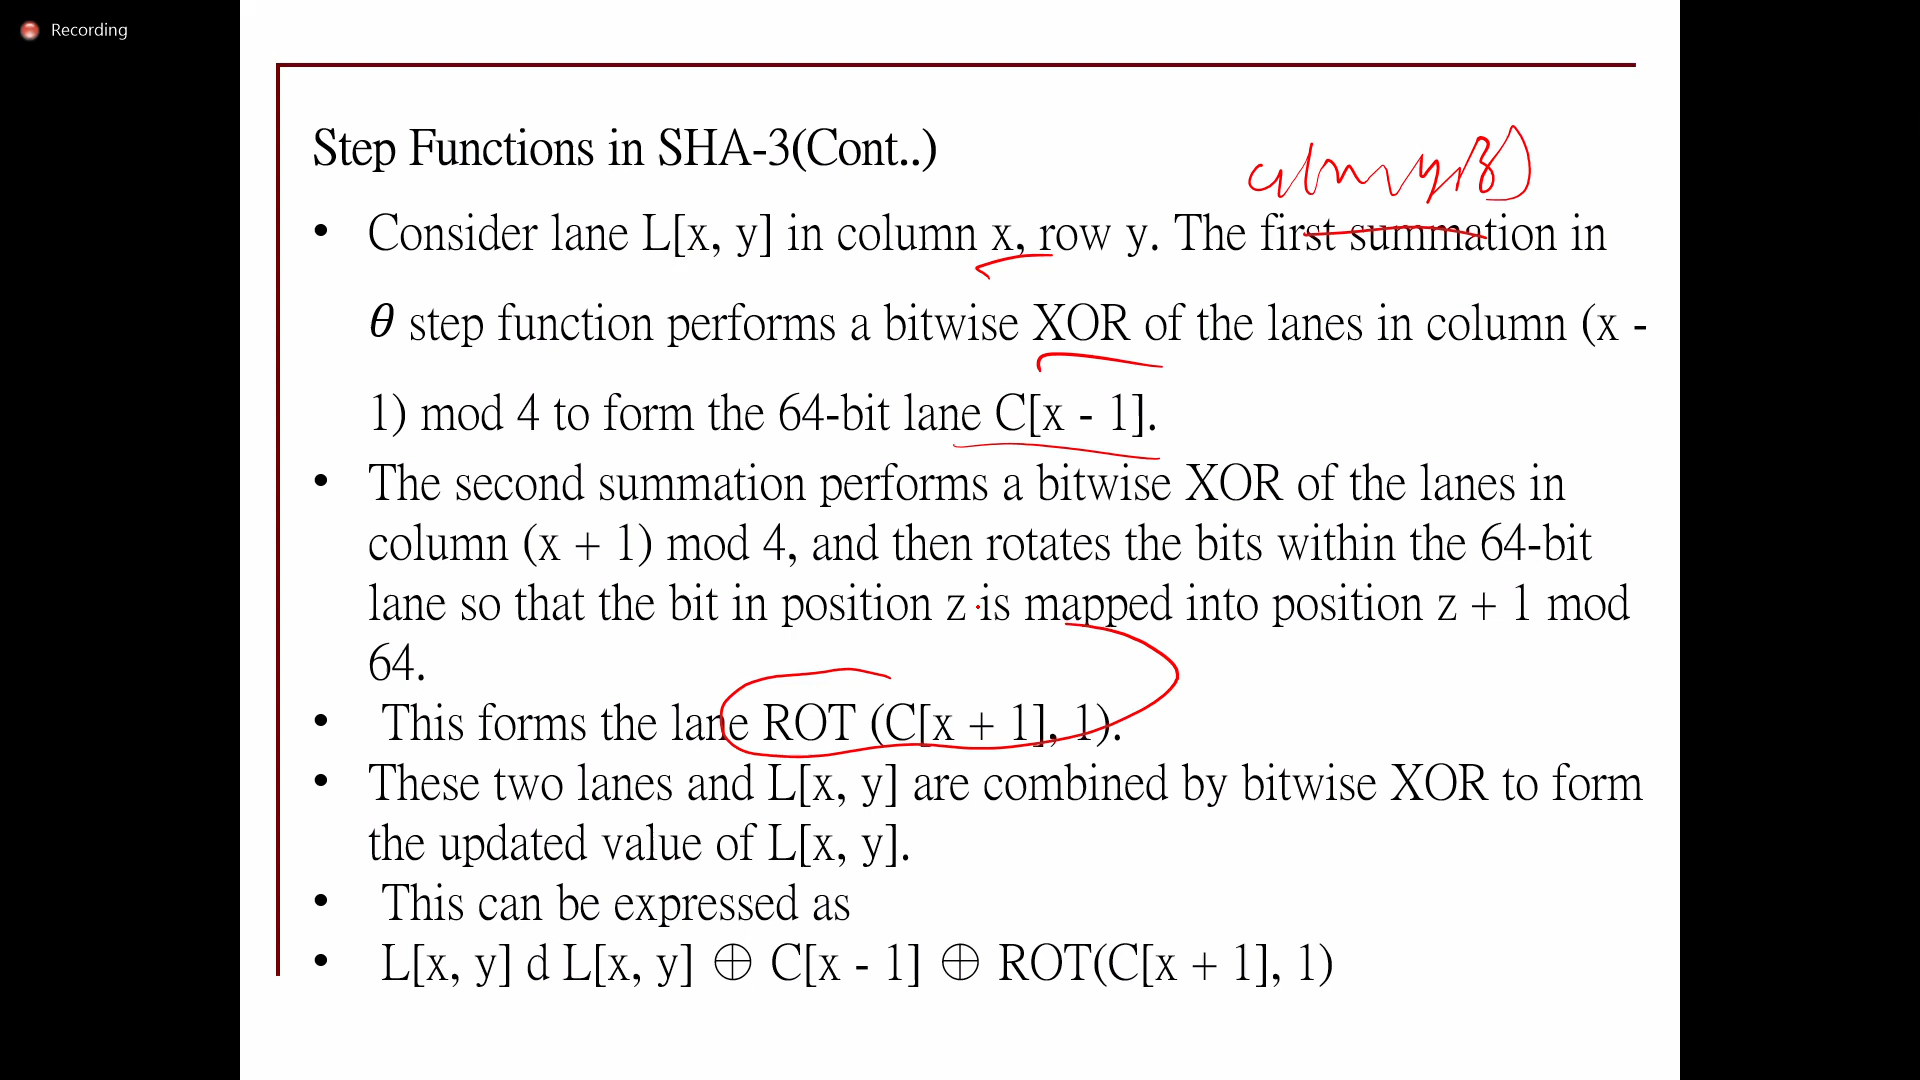 Recording
Step Functions in SHA-3(Cont..)
• Consider lane L[x, y] in column x, row y. The first summation in
θ step function performs a bitwise XOR of the lanes in column (x -
1) mod 4 to form the 64-bit lane C[x - 1].
• The second summation performs a bitwise XOR of the lanes in
column (x + 1) mod 4, and then rotates the bits within the 64-bit
lane so that the bit in position z is mapped into position z + 1 mod
64.
• This forms the lane ROT (C[x + 1], 1).
• These two lanes and L[x, y] are combined by bitwise XOR to form
the updated value of L[x, y].
• This can be expressed as
• L[x, y] d L[x, y] ⊕ C[x - 1] ⊕ ROT(C[x + 1], 1)